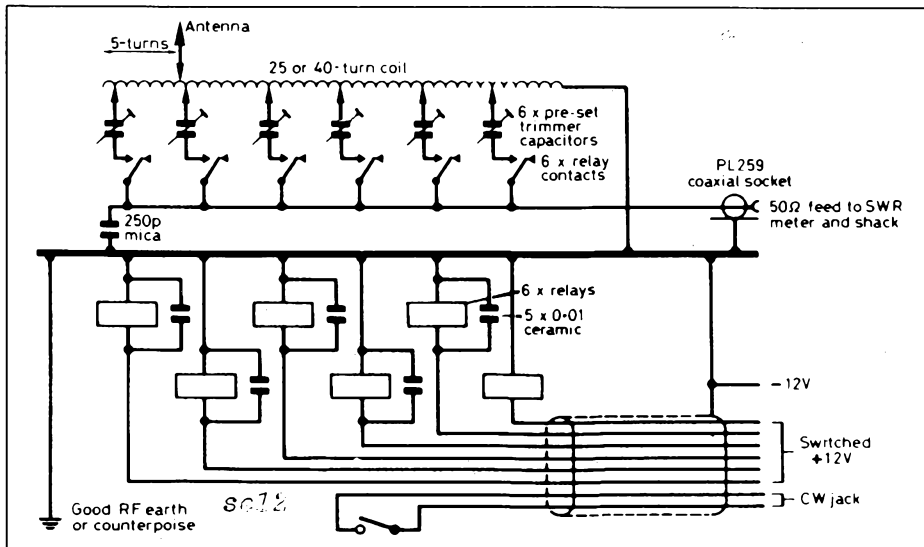 Antenna
5-turns
25 or 40-turn coil
6 x pre-set
trimmer
capacitors
6 x relay
contacts
PL259
coaxial socket
50Ω feed to SWR
meter and shack
250p
mica
6 x relays
5 x 0·01
ceramic
−12V
Switched
+12V
CW jack
Good RF earth
or counterpoise
sc12